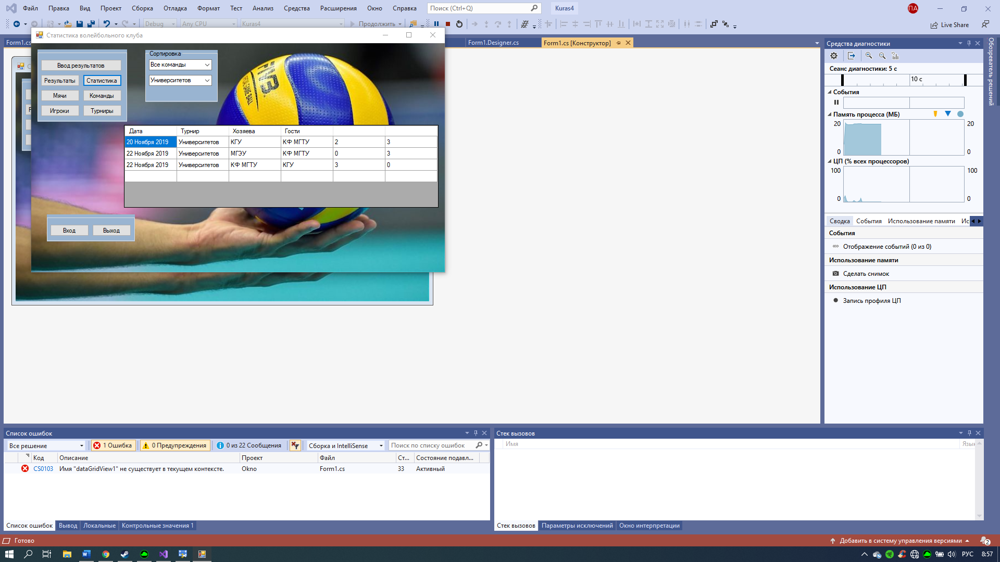 Файл Правка Вид Проект Сборка Отладка Формат Тест Анализ Средства Расширения Окно Справка Поиск (Ctrl+Q) Kuras4 ПА
Debug Any CPU Kuras4 Продолжить Live Share
Form1.cs Form1.Designer.cs Form1.cs [Конструктор]
Статистика волейбольного клуба
Ввод результатов
Результаты Статистика
Мячи Команды
Игроки Турниры
Сортировка
Все команды
Университетов
Дата Турнир Хозяева Гости
20 Ноября 2019 Университетов КГУ КФ МГТУ 2 3
22 Ноября 2019 Университетов МГЭУ КФ МГТУ 0 3
22 Ноября 2019 Университетов КФ МГТУ КГУ 3 0
Вход Выход
Средства диагностики
Сеанс диагностики: 5 с
10 с
События
Память процесса (МБ)
20 20
0 0
ЦП (% всех процессоров)
100 100
0 0
Сводка События Использование памяти Ис
События
Отображение событий (0 из 0)
Использование памяти
Сделать снимок
Использование ЦП
Запись профиля ЦП
Обозреватель решений
Список ошибок
Все решение 1 Ошибка 0 Предупреждения 0 из 22 Сообщения Сборка и IntelliSense Поиск по списку ошибок
Код Описание Проект Файл Ст... Состояние подавл...
CS0103 Имя "dataGridView1" не существует в текущем контексте. Okno Form1.cs 33 Активный
Список ошибок Вывод Локальные Контрольные значения 1
Стек вызовов
Имя Язык
Стек вызовов Параметры исключений Окно интерпретации
Готово Добавить в систему управления версиями 2
РУС 8:57